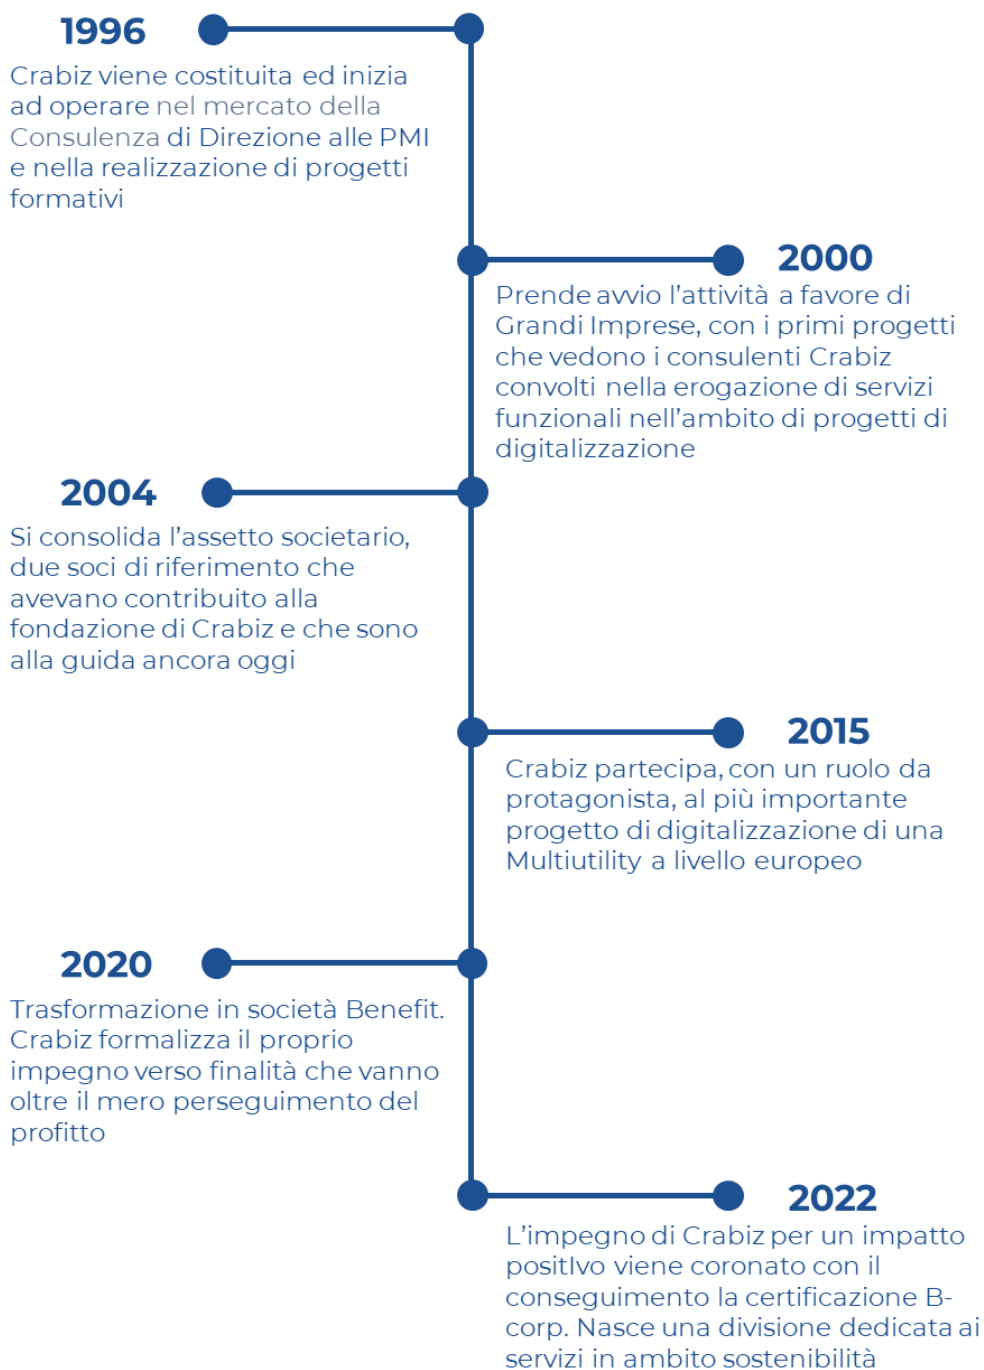 1996
Crabiz viene costituita ed inizia
ad operare nel mercato della
Consulenza di Direzione alle PMI
e nella realizzazione di progetti
formativi
2000
Prende avvio l'attività a favore di
Grandi Imprese, con i primi progetti
che vedono i consulenti Crabiz
convolti nella erogazione di servizi
funzionali nell'ambito di progetti di
digitalizzazione
2004
Si consolida l'assetto societario,
due soci di riferimento che
avevano contribuito alla
fondazione di Crabiz e che sono
alla guida ancora oggi
2015
Crabiz partecipa, con un ruolo da
protagonista, al più importante
progetto di digitalizzazione di una
Multiutility a livello europeo
2020
Trasformazione in società Benefit.
Crabiz formalizza il proprio
impegno verso finalità che vanno
oltre il mero perseguimento del
profitto
2022
L'impegno di Crabiz per un impatto
positIvo viene coronato con il
conseguimento la certificazione B-
corp. Nasce una divisione dedicata ai
servizi in ambito sostenibilità